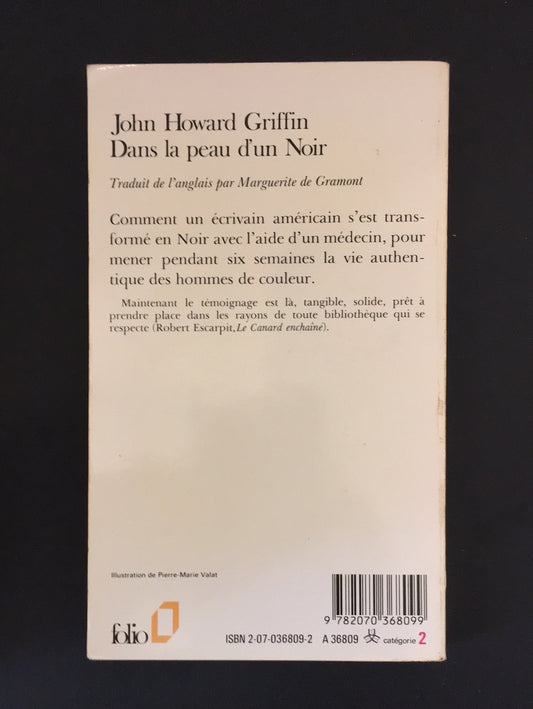 John Howard Griffin
Dans la peau d'un Noir
Traduit de l'anglais par Marguerite de Gramont
Comment un écrivain américain s'est trans-
formé en Noir avec l'aide d'un médecin, pour
mener pendant six semaines la vie authen-
tique des hommes de couleur.
Maintenant le témoignage est là, tangible, solide, prêt à
prendre place dans les rayons de toute bibliothèque qui se
respecte (Robert Escarpit, Le Canard enchaîné).
Illustration de Pierre-Marie Valat
9 782070 368099
folio
ISBN 2-07-036809-2 A 36809 catégorie 2